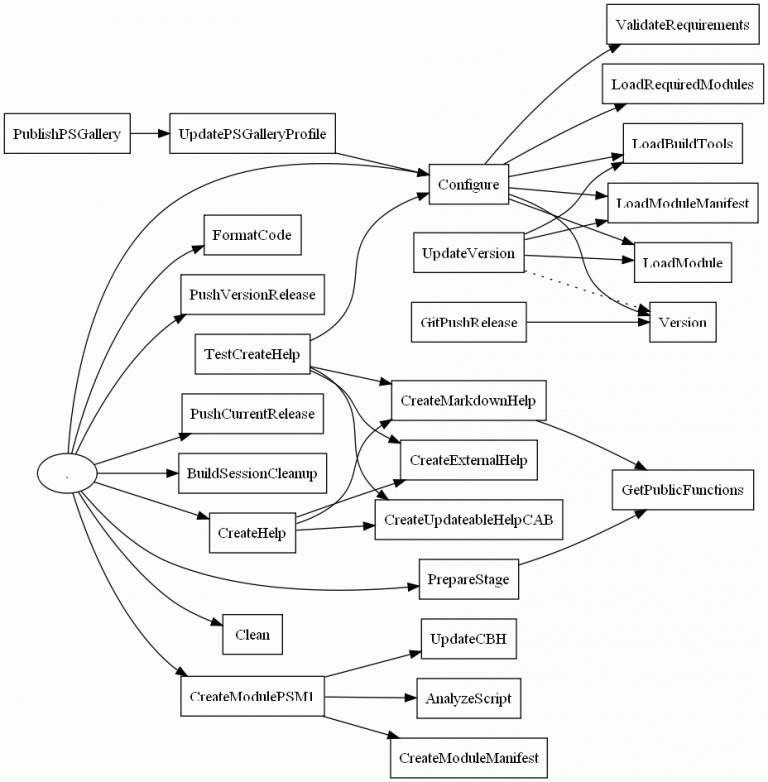 ValidateRequirements
LoadRequiredModules
PublishPSGallery
UpdatePSGalleryProfile
LoadBuildTools
Configure
LoadModuleManifest
FormatCode
UpdateVersion
LoadModule
PushVersionRelease
GitPushRelease
Version
TestCreateHelp
CreateMarkdownHelp
PushCurrentRelease
CreateExternalHelp
.
BuildSessionCleanup
GetPublicFunctions
CreateHelp
CreateUpdateableHelpCAB
PrepareStage
Clean
UpdateCBH
CreateModulePSM1
AnalyzeScript
CreateModuleManifest